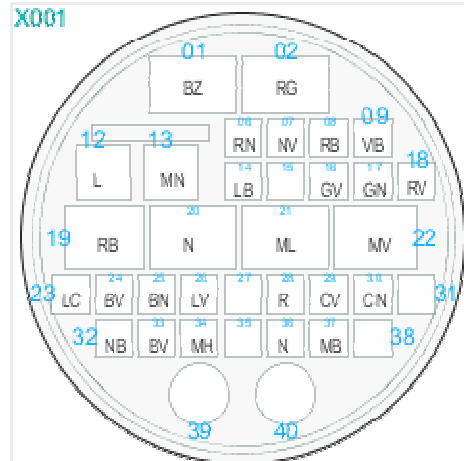 X001
01 02
BZ RG
06 07 08 09
RN NV RB VB
12 13
14 15 16 17 18
L MN LB GV GN RV
20 21
19 RB N ML MV 22
24 25 26 27 28 29 30
23 LC BV BN LV R CV CN 31
33 34 35 36 37
32 NB BV MH N MB 38
39 40